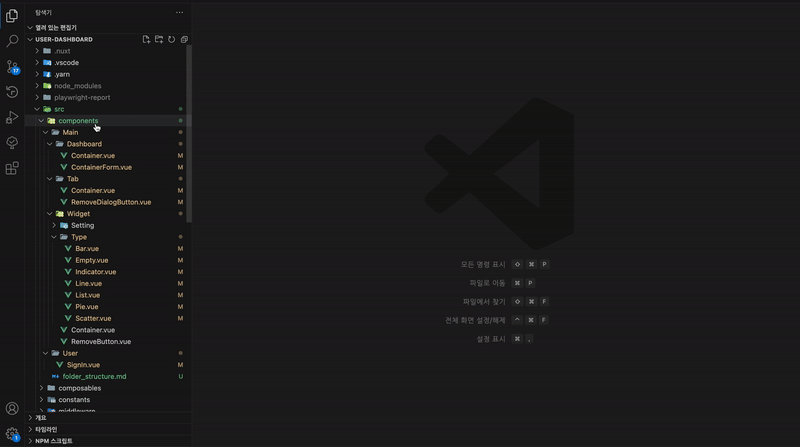 탐색기
열려 있는 편집기
USER-DASHBOARD
.nuxt
.vscode
.yarn
node_modules
playwright-report
src
components
Main
Dashboard
Container.vue M
ContainerForm.vue M
Tab
Container.vue M
RemoveDialogButton.vue M
Widget
Setting
Type
Bar.vue M
Empty.vue M
Indicator.vue M
Line.vue M
List.vue M
Pie.vue M
Scatter.vue M
Container.vue
RemoveButton.vue
User
SignIn.vue M
folder_structure.md U
composables
constants
middleware
개요
타임라인
NPM 스크립트
17
1
모든 명령 표시 ⇧ ⌘ P
파일로 이동 ⌘ P
파일에서 찾기 ⇧ ⌘ F
전체 화면 설정/해제 ^ ⌘ F
설정 표시 ⌘ ,